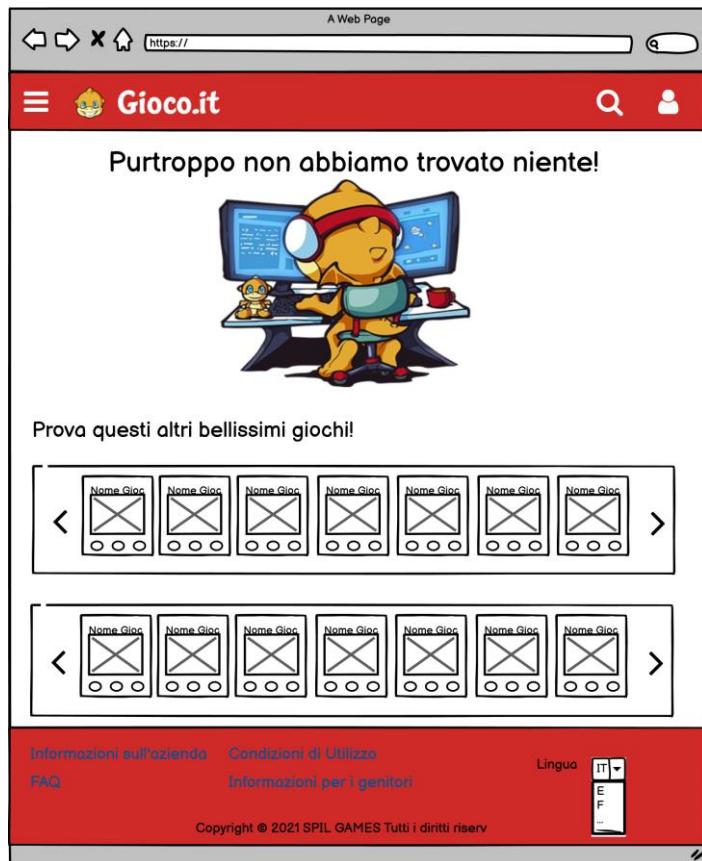 A Web Page
https://
Gioco.it
Purtroppo non abbiamo trovato niente!
Prova questi altri bellissimi giochi!
Nome Gioc Nome Gioc Nome Gioc Nome Gioc Nome Gioc Nome Gioc Nome Gioc
Nome Gioc Nome Gioc Nome Gioc Nome Gioc Nome Gioc Nome Gioc Nome Gioc
Informazioni sull'azienda Condizioni di Utilizzo
Lingua IT
FAQ Informazioni per i genitori
E
F
...
Copyright © 2021 SPIL GAMES Tutti i diritti riserv